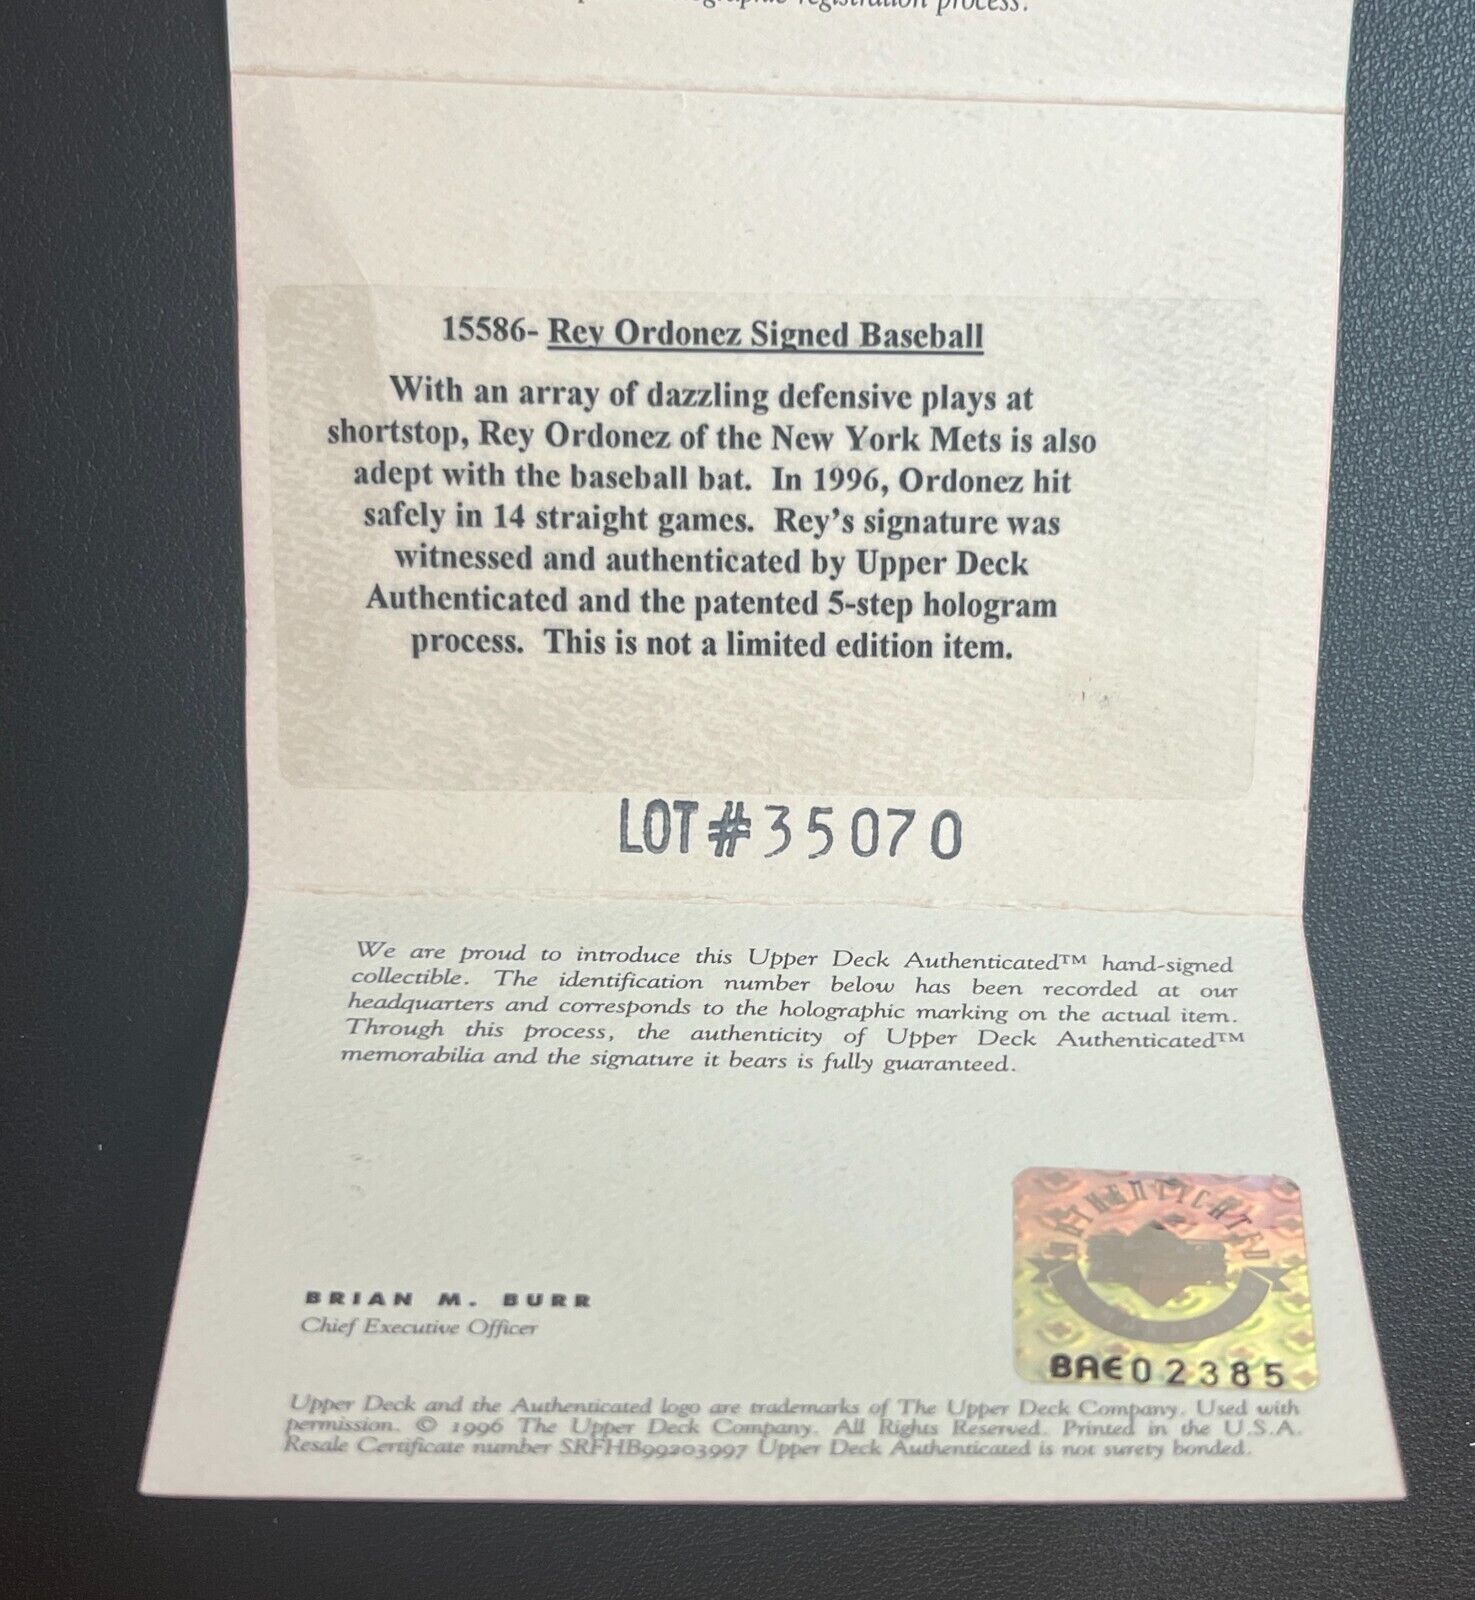 registration process.
15586- Rey Ordonez Signed Baseball
With an array of dazzling defensive plays at
shortstop, Rey Ordonez of the New York Mets is also
adept with the baseball bat. In 1996, Ordonez hit
safely in 14 straight games. Rey's signature was
witnessed and authenticated by Upper Deck
Authenticated and the patented 5-step hologram
process. This is not a limited edition item.
LOT # 35070
We are proud to introduce this Upper Deck Authenticated™ hand-signed
collectible. The identification number below has been recorded at our
headquarters and corresponds to the holographic marking on the actual item.
Through this process, the authenticity of Upper Deck Authenticated™
memorabilia and the signature it bears is fully guaranteed.
AUTHENTICATED
BAE02385
BRIAN M. BURR
Chief Executive Officer
Upper Deck and the Authenticated logo are trademarks of The Upper Deck Company. Used with
permission. © 1996 The Upper Deck Company. All Rights Reserved. Printed in the U.S.A.
Resale Certificate number SRFHB99203997 Upper Deck Authenticated is not surety bonded.